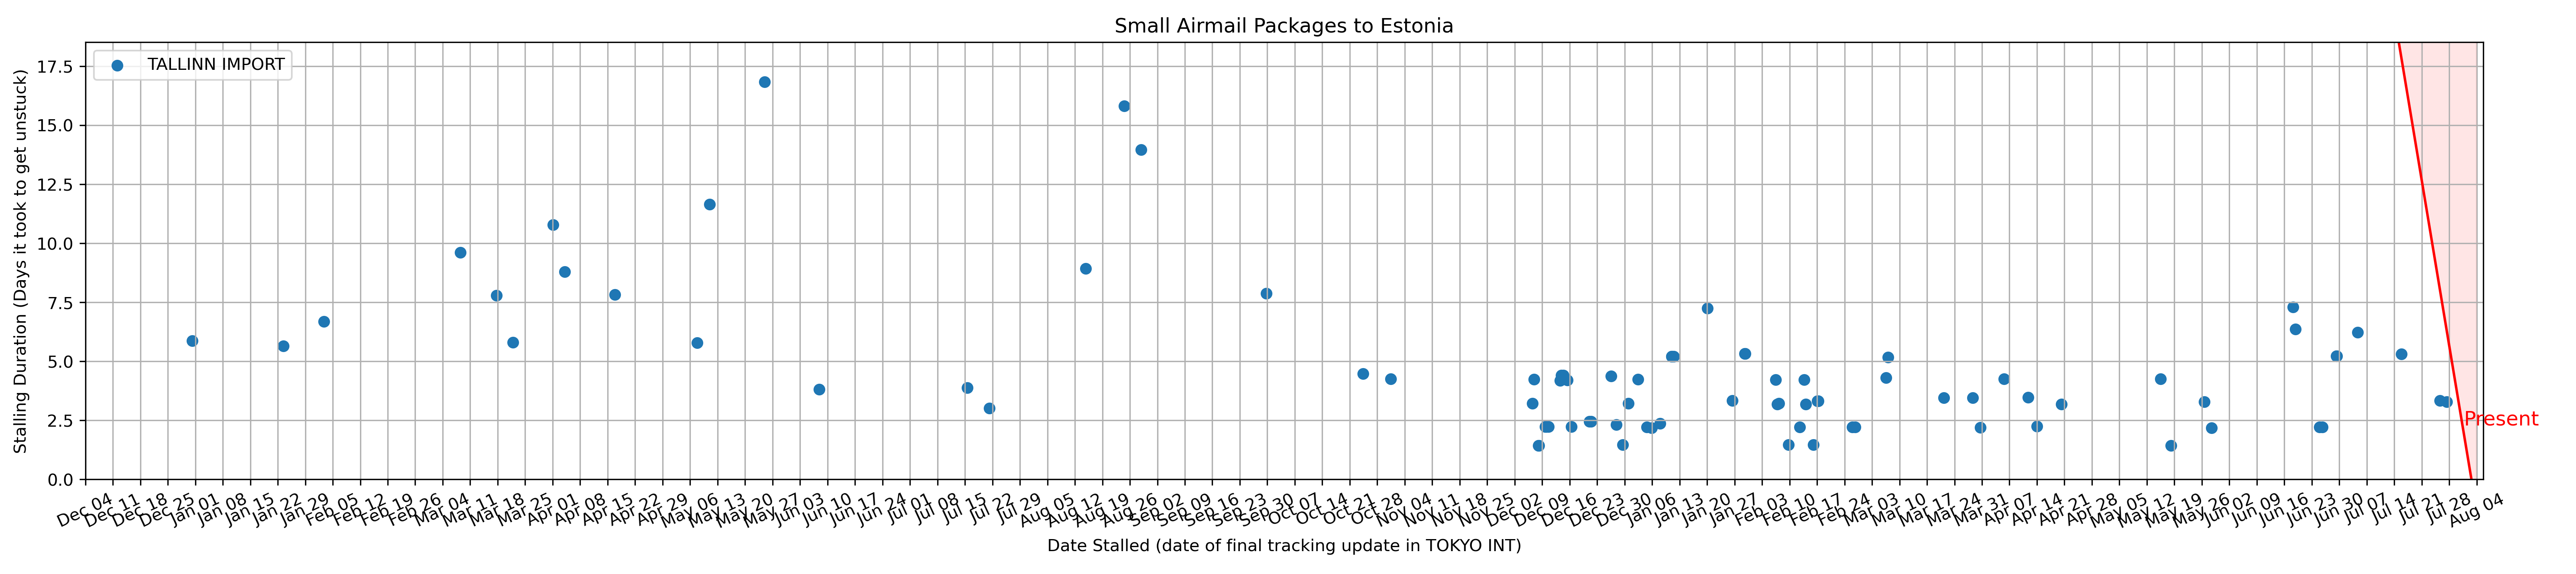 Small Airmail Packages to Estonia
TALLINN IMPORT
17.5
15.0
12.5
10.0
7.5
5.0
2.5
0.0
Stalling Duration (Days it took to get unstuck)
Present
Dec 04 Dec 11 Dec 18 Dec 25 Jan 01 Jan 08 Jan 15 Jan 22 Jan 29 Feb 05 Feb 12 Feb 19 Feb 26 Mar 04 Mar 11 Mar 18 Mar 25 Apr 01 Apr 08 Apr 15 Apr 22 Apr 29 May 06 May 13 May 20 May 27 Jun 03 Jun 10 Jun 17 Jun 24 Jul 01 Jul 08 Jul 15 Jul 22 Jul 29 Aug 05 Aug 12 Aug 19 Aug 26 Sep 02 Sep 09 Sep 16 Sep 23 Sep 30 Oct 07 Oct 14 Oct 21 Oct 28 Nov 04 Nov 11 Nov 18 Nov 25 Dec 02 Dec 09 Dec 16 Dec 23 Dec 30 Jan 06 Jan 13 Jan 20 Jan 27 Feb 03 Feb 10 Feb 17 Feb 24 Mar 03 Mar 10 Mar 17 Mar 24 Mar 31 Apr 07 Apr 14 Apr 21 Apr 28 May 05 May 12 May 19 May 26 Jun 02 Jun 09 Jun 16 Jun 23 Jun 30 Jul 07 Jul 14 Jul 21 Jul 28 Aug 04
Date Stalled (date of final tracking update in TOKYO INT)